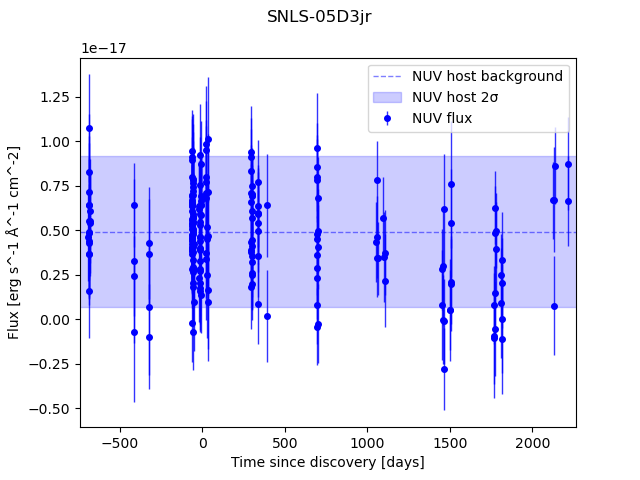 SNLS-05D3jr
1e−17
NUV host background
NUV host 2σ
NUV flux
1.25
1.00
0.75
0.50
0.25
0.00
−0.25
−0.50
Flux [erg s^-1 Å^-1 cm^-2]
−500
0
500
1000
1500
2000
Time since discovery [days]